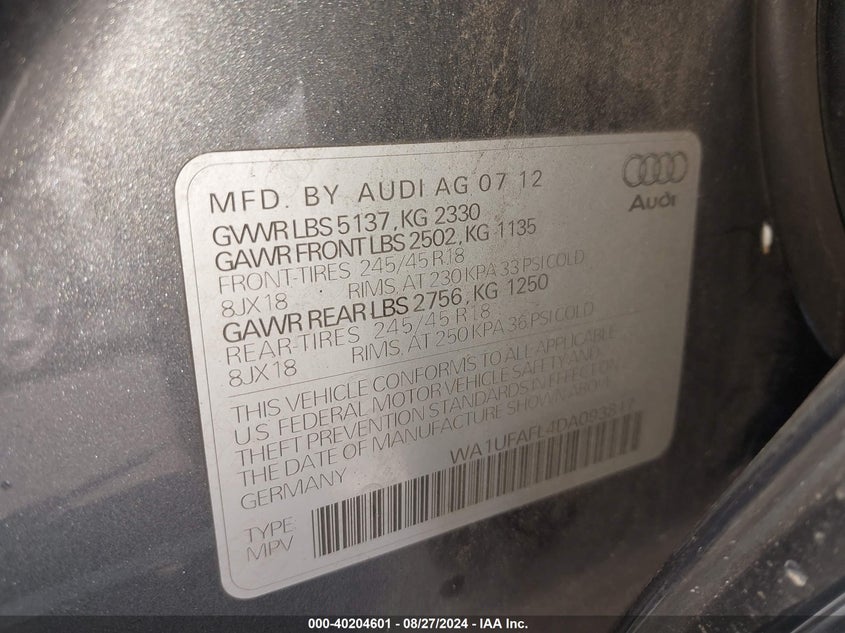 MFD. BY AUDI AG 07 12
Audi
GVWR LBS 5137, KG 2330
GAWR FRONT LBS 2502, KG 1135
FRONT-TIRES 245/45 R18
8JX18 RIMS, AT 230 KPA 33 PSI COLD
GAWR REAR LBS 2756, KG 1250
REAR-TIRES 245/45 R18
8JX18 RIMS, AT 250 KPA 36 PSI COLD
THIS VEHICLE CONFORMS TO ALL APPLICABLE
U.S. FEDERAL MOTOR VEHICLE SAFETY AND
THEFT PREVENTION STANDARDS IN EFFECT ON
THE DATE OF MANUFACTURE SHOWN ABOVE.
GERMANY WA1UFAFL4DA093817
TYPE
MPV
000-40204601 - 08/27/2024 - IAA Inc.